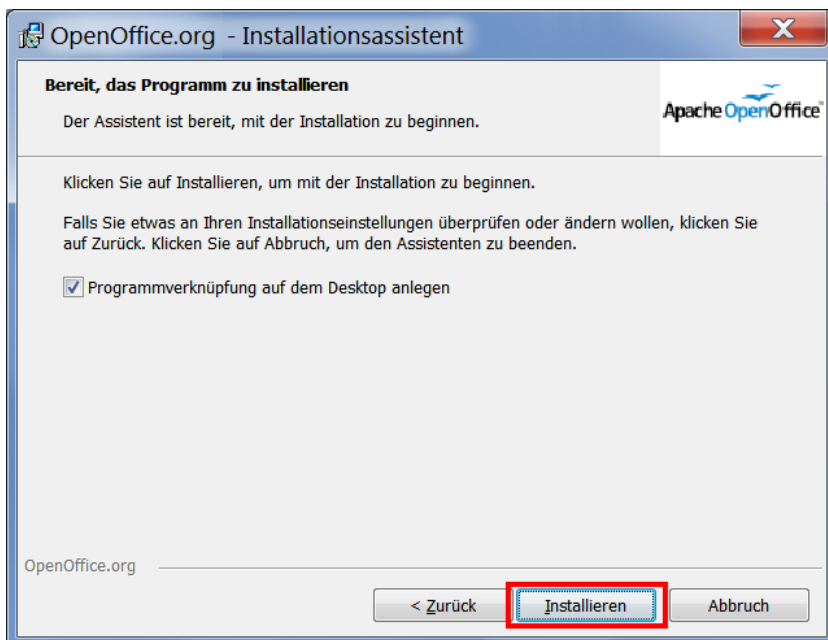 OpenOffice.org - Installationsassistent
Bereit, das Programm zu installieren
Der Assistent ist bereit, mit der Installation zu beginnen.
Apache OpenOffice™
Klicken Sie auf Installieren, um mit der Installation zu beginnen.
Falls Sie etwas an Ihren Installationseinstellungen überprüfen oder ändern wollen, klicken Sie
auf Zurück. Klicken Sie auf Abbruch, um den Assistenten zu beenden.
Programmverknüpfung auf dem Desktop anlegen
OpenOffice.org
< Zurück
Installieren
Abbruch